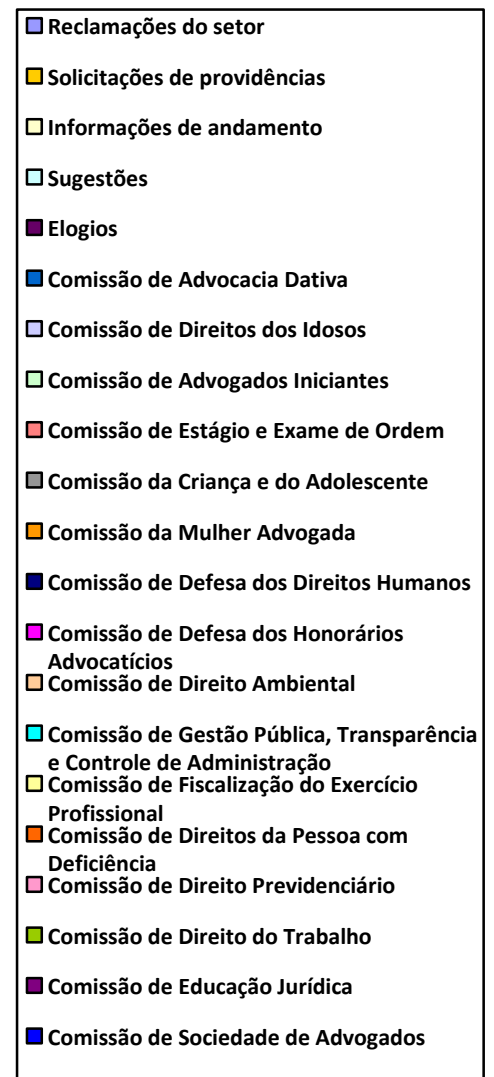 Reclamações do setor
Solicitações de providências
Informações de andamento
Sugestões
Elogios
Comissão de Advocacia Dativa
Comissão de Direitos dos Idosos
Comissão de Advogados Iniciantes
Comissão de Estágio e Exame de Ordem
Comissão da Criança e do Adolescente
Comissão da Mulher Advogada
Comissão de Defesa dos Direitos Humanos
Comissão de Defesa dos Honorários
Advocatícios
Comissão de Direito Ambiental
Comissão de Gestão Pública, Transparência
e Controle de Administração
Comissão de Fiscalização do Exercício
Profissional
Comissão de Direitos da Pessoa com
Deficiência
Comissão de Direito Previdenciário
Comissão de Direito do Trabalho
Comissão de Educação Jurídica
Comissão de Sociedade de Advogados